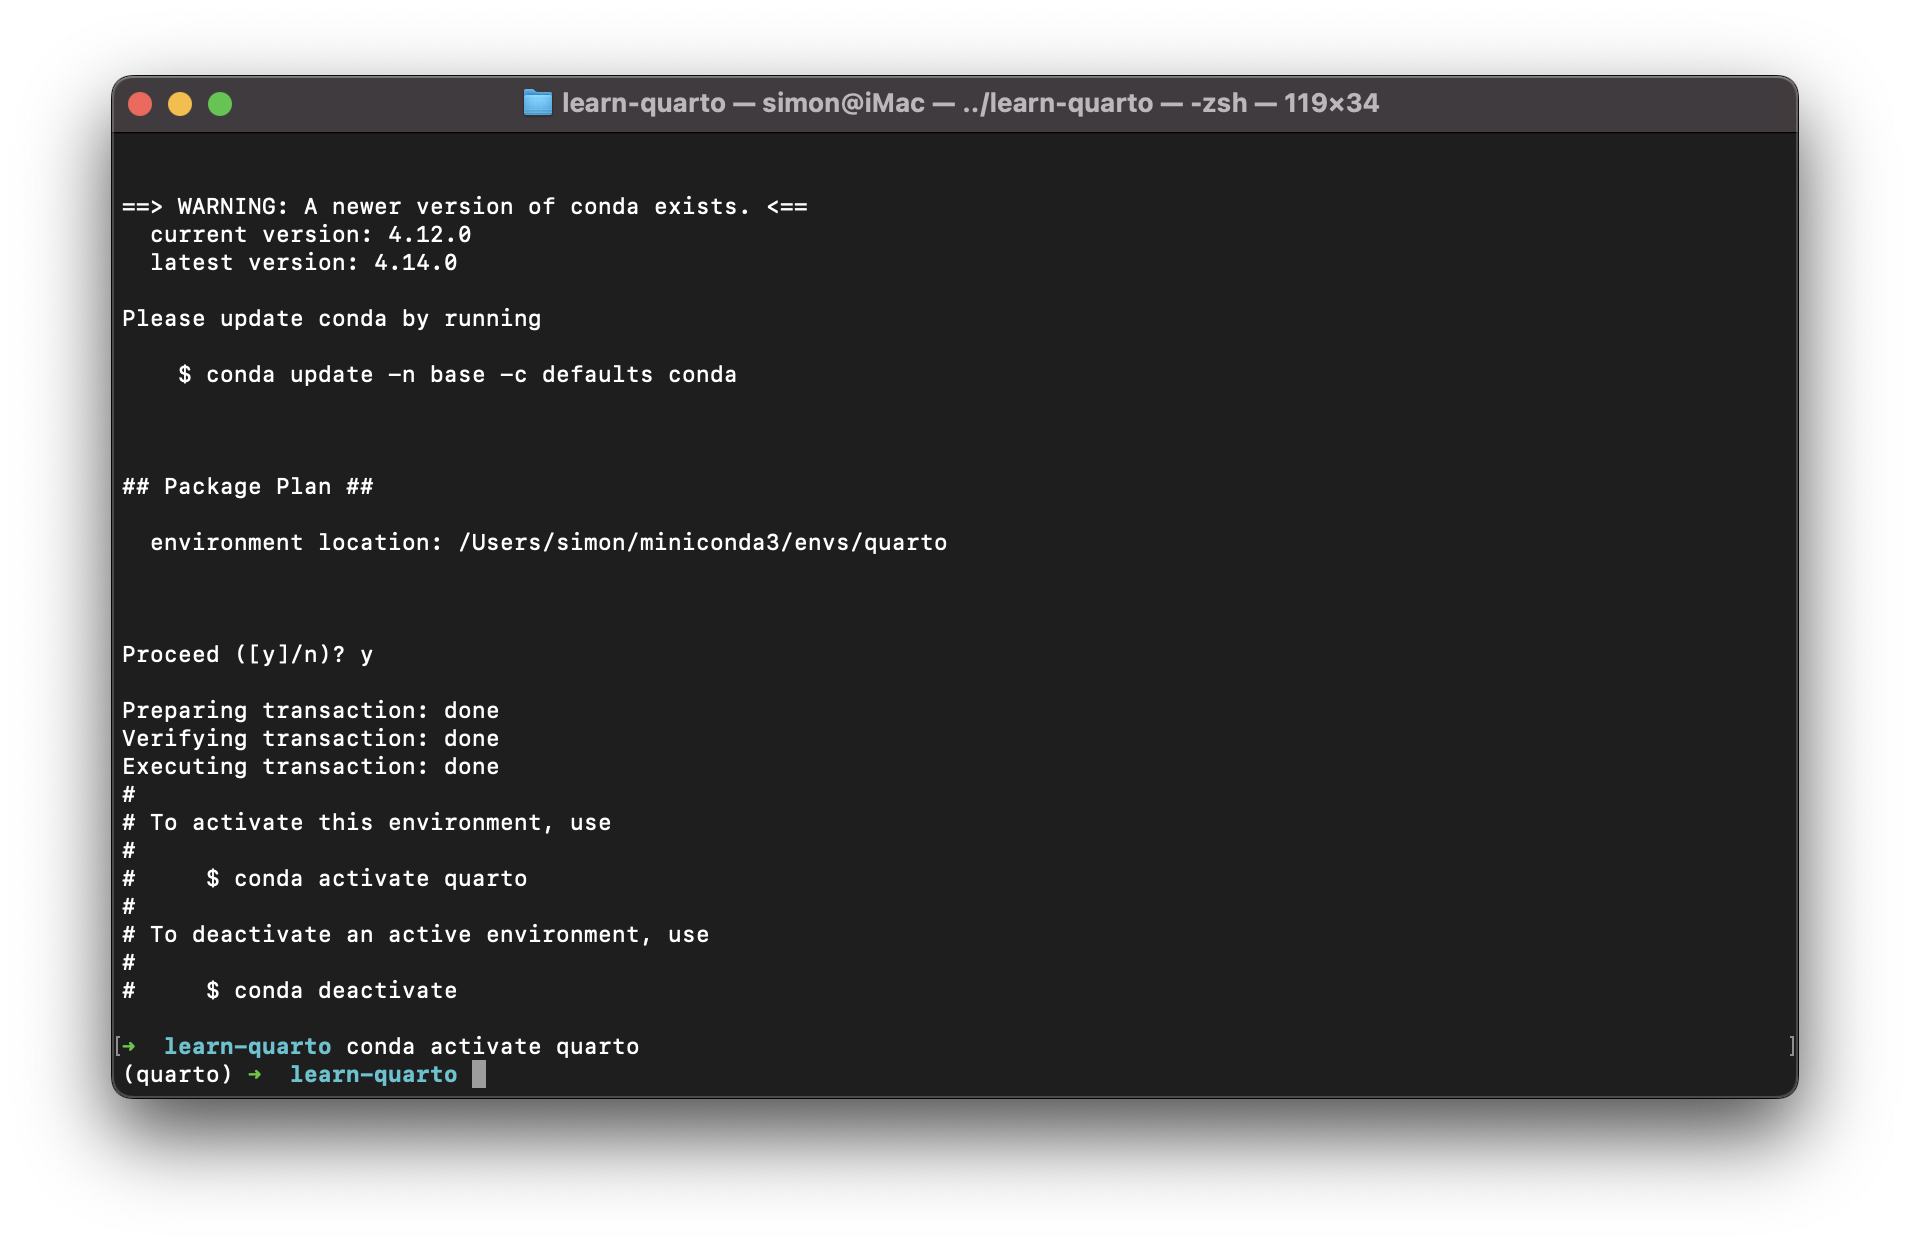 learn-quarto — simon@iMac — ../learn-quarto — -zsh — 119×34
==> WARNING: A newer version of conda exists. <==
  current version: 4.12.0
  latest version: 4.14.0
Please update conda by running
    $ conda update -n base -c defaults conda
## Package Plan ##
  environment location: /Users/simon/miniconda3/envs/quarto
Proceed ([y]/n)? y
Preparing transaction: done
Verifying transaction: done
Executing transaction: done
#
# To activate this environment, use
#
#     $ conda activate quarto
#
# To deactivate an active environment, use
#
#     $ conda deactivate
[➜  learn-quarto conda activate quarto ]
(quarto) ➜  learn-quarto